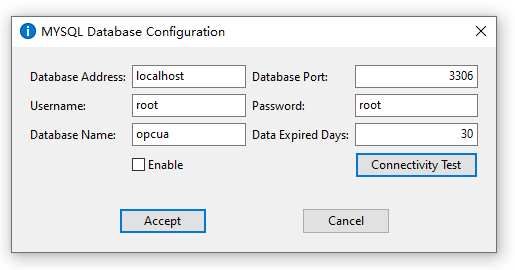 MYSQL Database Configuration
Database Address: localhost Database Port: 3306
Username: root Password: root
Database Name: opcua Data Expired Days: 30
Enable Connectivity Test
Accept Cancel